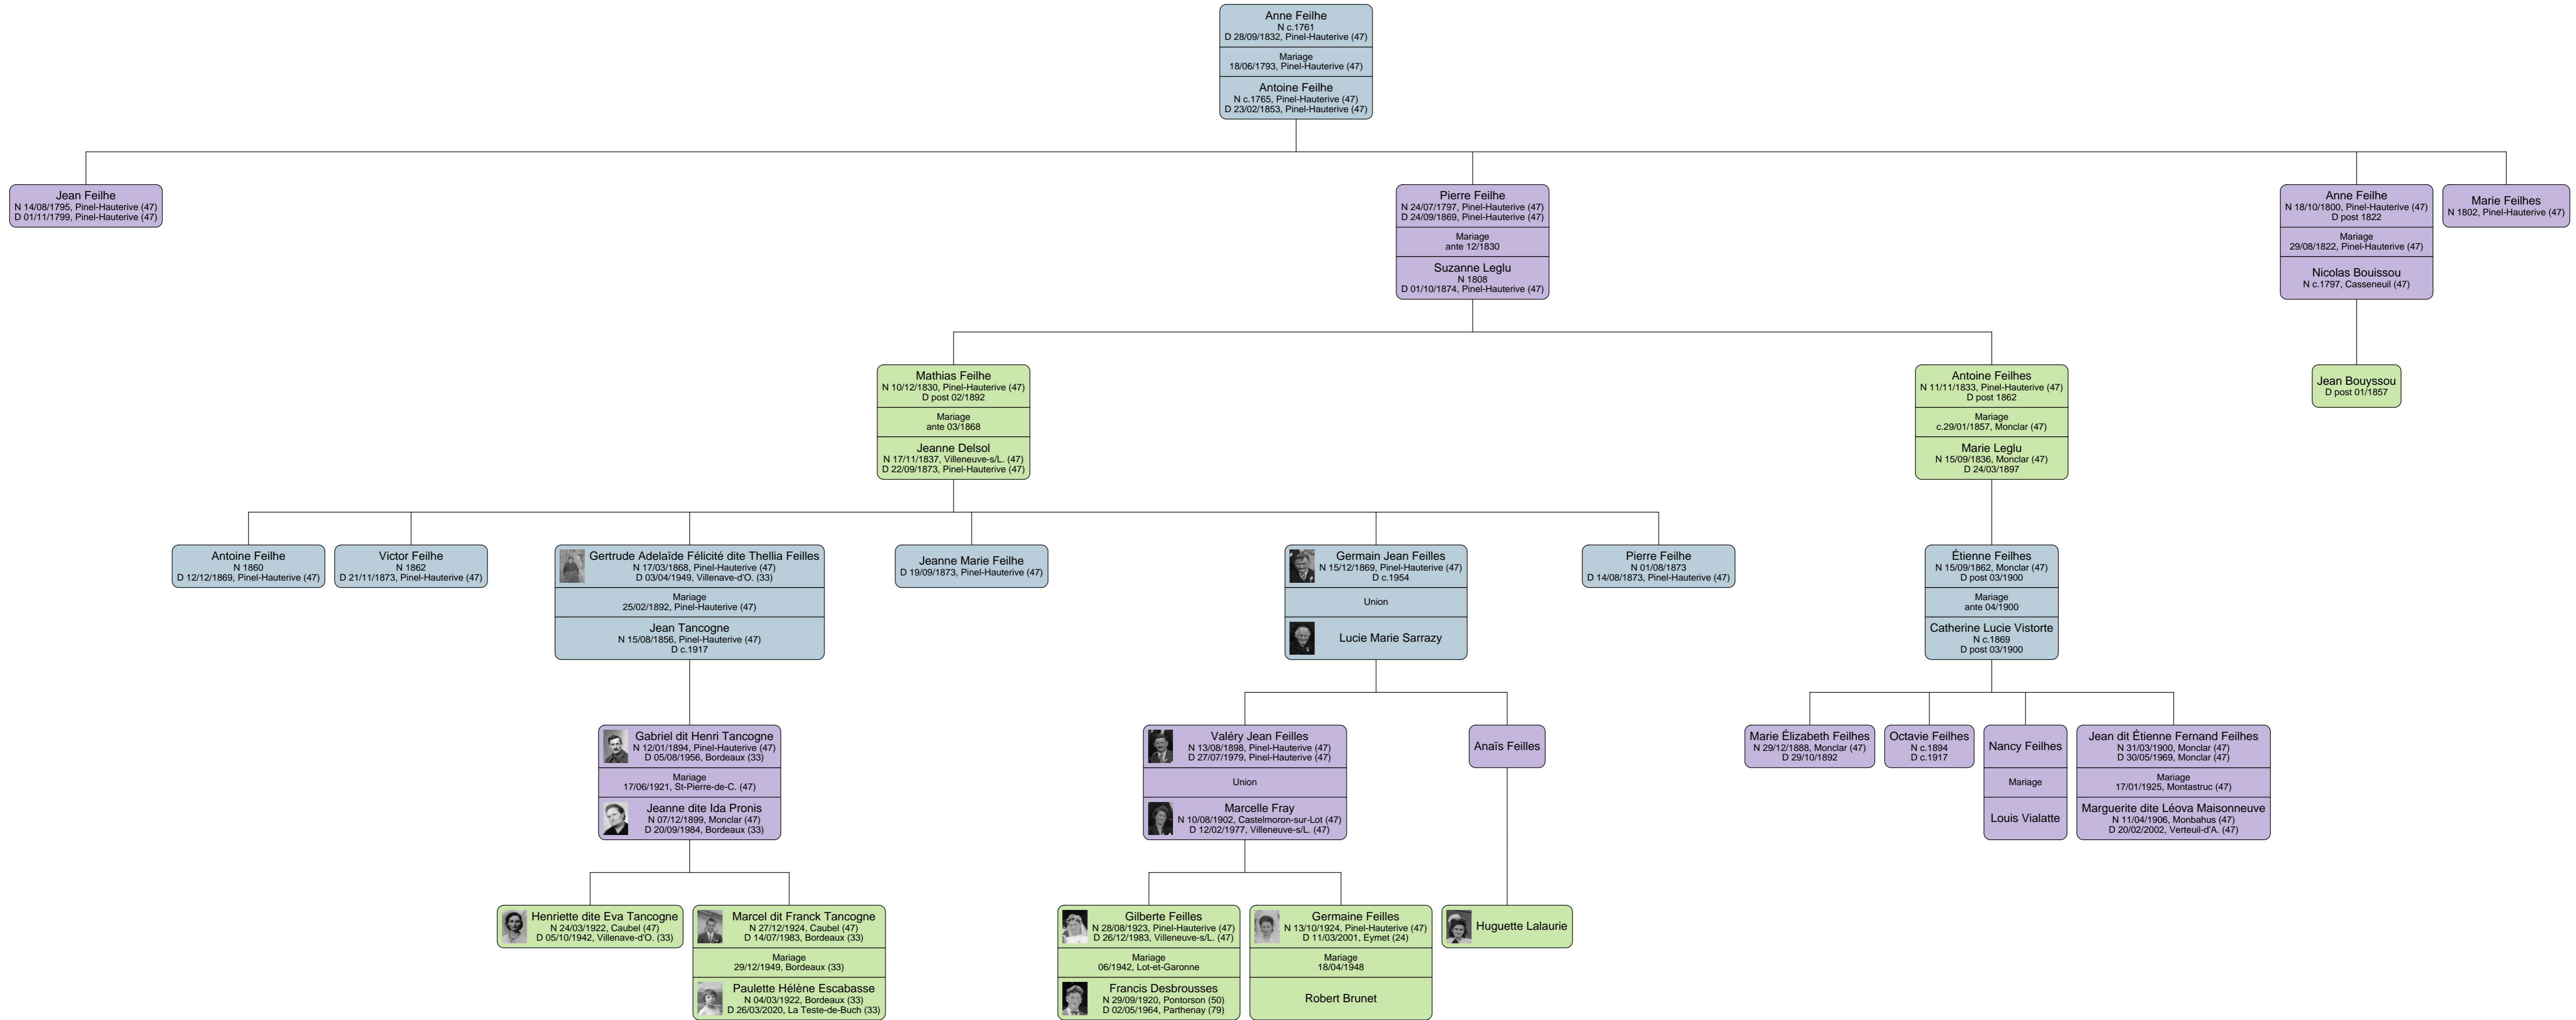 Anne Feilhe
N c.1761
D 28/09/1832, Pinel-Hauterive (47)
Mariage
18/06/1793, Pinel-Hauterive (47)
Antoine Feilhe
N c.1765, Pinel-Hauterive (47)
D 23/02/1853, Pinel-Hauterive (47)
Jean Feilhe
N 14/08/1795, Pinel-Hauterive (47)
D 01/11/1799, Pinel-Hauterive (47)
Pierre Feilhe
N 24/07/1797, Pinel-Hauterive (47)
D 24/09/1869, Pinel-Hauterive (47)
Mariage
ante 12/1830
Suzanne Leglu
N 1808
D 01/10/1874, Pinel-Hauterive (47)
Anne Feilhe
N 18/10/1800, Pinel-Hauterive (47)
D post 1822
Mariage
29/08/1822, Pinel-Hauterive (47)
Nicolas Bouissou
N c.1797, Casseneuil (47)
Marie Feilhes
N 1802, Pinel-Hauterive (47)
Mathias Feilhe
N 10/12/1830, Pinel-Hauterive (47)
D post 02/1892
Mariage
ante 03/1868
Jeanne Delsol
N 17/11/1837, Villeneuve-s/L. (47)
D 22/09/1873, Pinel-Hauterive (47)
Antoine Feilhes
N 11/11/1833, Pinel-Hauterive (47)
D post 1862
Mariage
c.29/01/1857, Monclar (47)
Marie Leglu
N 15/09/1836, Monclar (47)
D 24/03/1897
Jean Bouyssou
D post 01/1857
Antoine Feilhe
N 1860
D 12/12/1869, Pinel-Hauterive (47)
Victor Feilhe
N 1862
D 21/11/1873, Pinel-Hauterive (47)
Gertrude Adelaïde Félicité dite Thellia Feilles
N 17/03/1868, Pinel-Hauterive (47)
D 03/04/1949, Villenave-d'O. (33)
Mariage
25/02/1892, Pinel-Hauterive (47)
Jean Tancogne
N 15/08/1856, Pinel-Hauterive (47)
D c.1917
Jeanne Marie Feilhe
D 19/09/1873, Pinel-Hauterive (47)
Germain Jean Feilles
N 15/12/1869, Pinel-Hauterive (47)
D c.1954
Union
Lucie Marie Sarrazy
Pierre Feilhe
N 01/08/1873
D 14/08/1873, Pinel-Hauterive (47)
Étienne Feilhes
N 15/09/1862, Monclar (47)
D post 03/1900
Mariage
ante 04/1900
Catherine Lucie Vistorte
N c.1869
D post 03/1900
Gabriel dit Henri Tancogne
N 12/01/1894, Pinel-Hauterive (47)
D 05/08/1956, Bordeaux (33)
Mariage
17/06/1921, St-Pierre-de-C. (47)
Jeanne dite Ida Pronis
N 07/12/1899, Monclar (47)
D 20/09/1984, Bordeaux (33)
Valéry Jean Feilles
N 13/08/1898, Pinel-Hauterive (47)
D 27/07/1979, Pinel-Hauterive (47)
Union
Marcelle Fray
N 10/08/1902, Castelmoron-sur-Lot (47)
D 12/02/1977, Villeneuve-s/L. (47)
Anaïs Feilles
Marie Élizabeth Feilhes
N 29/12/1888, Monclar (47)
D 29/10/1892
Octavie Feilhes
N c.1894
D c.1917
Nancy Feilhes
Mariage
Louis Vialatte
Jean dit Étienne Fernand Feilhes
N 31/03/1900, Monclar (47)
D 30/05/1969, Monclar (47)
Mariage
17/01/1925, Montastruc (47)
Marguerite dite Léova Maisonneuve
N 11/04/1906, Monbahus (47)
D 20/02/2002, Verteuil-d'A. (47)
Henriette dite Eva Tancogne
N 24/03/1922, Caubel (47)
D 05/10/1942, Villenave-d'O. (33)
Marcel dit Franck Tancogne
N 27/12/1924, Caubel (47)
D 14/07/1983, Bordeaux (33)
Mariage
29/12/1949, Bordeaux (33)
Paulette Hélène Escabasse
N 04/03/1922, Bordeaux (33)
D 26/03/2020, La Teste-de-Buch (33)
Gilberte Feilles
N 28/08/1923, Pinel-Hauterive (47)
D 26/12/1983, Villeneuve-s/L. (47)
Mariage
06/1942, Lot-et-Garonne
Francis Desbrousses
N 29/09/1920, Pontorson (50)
D 02/05/1964, Parthenay (79)
Germaine Feilles
N 13/10/1924, Pinel-Hauterive (47)
D 11/03/2001, Eymet (24)
Mariage
18/04/1948
Robert Brunet
Huguette Lalaurie